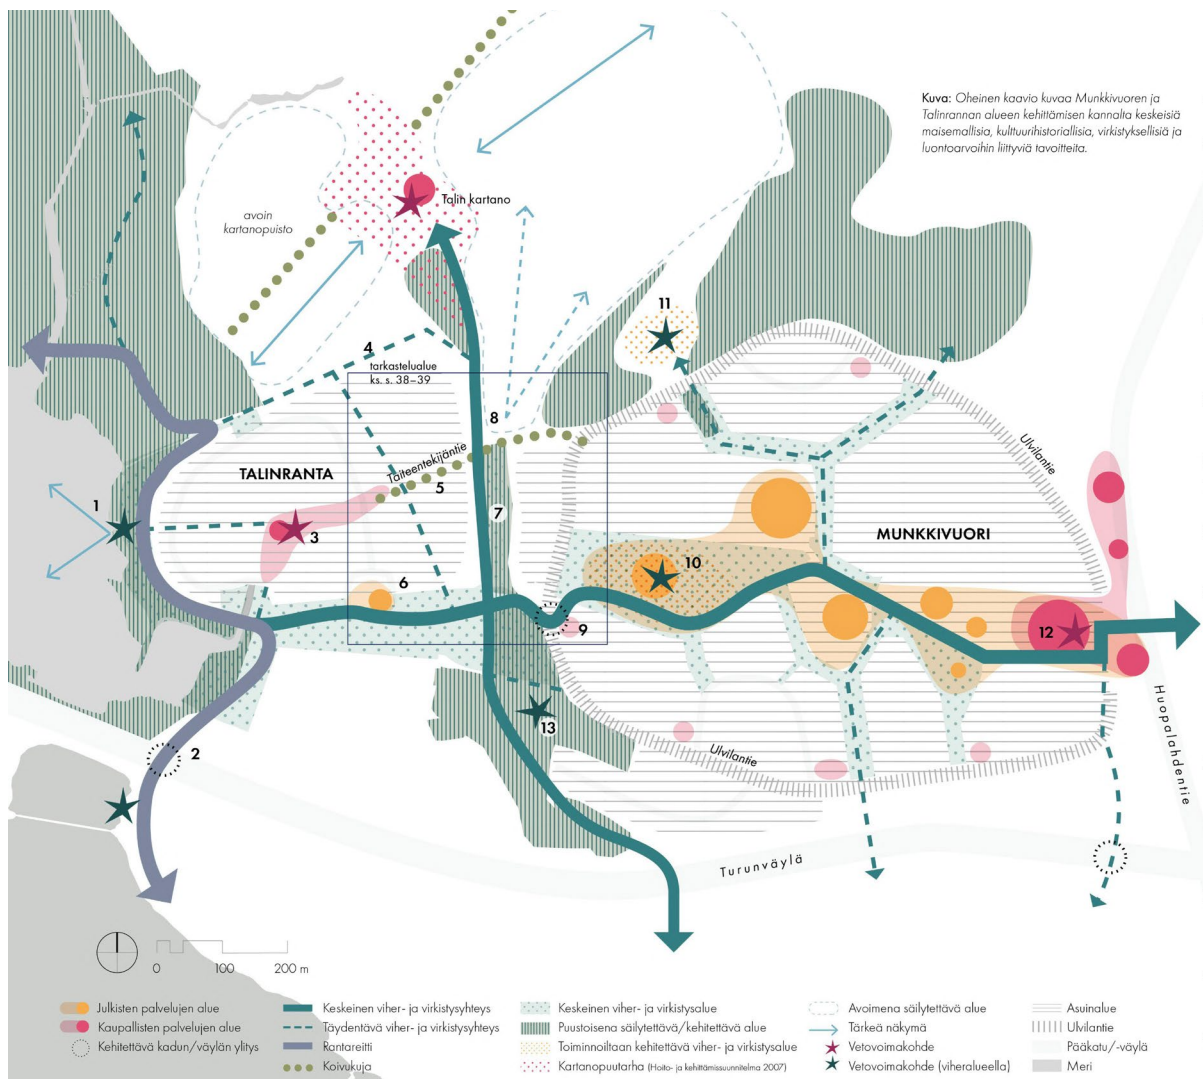 Kuva: Oheinen kaavio kuvaa Munkkivuoren ja
Talinrannan alueen kehittämisen kannalta keskeisiä
maisemallisia, kulttuurihistoriallisia, virkistyksellisiä ja
luontoarvoihin liittyviä tavoitteita.
Talin kartano
avoin
kartanopuisto
11
4
tarkastelualue
ks. s. 38–39
8
Ulvilantie
Taiteentekijäntie
TALINRANTA
5
1
7
3
MUNKKIVUORI
10
6
9
12
13
2
Ulvilantie
Huopalahdentie
Turunväylä
0 100 200 m
Julkisten palvelujen alue
Kaupallisten palvelujen alue
Kehitettävä kadun/väylän ylitys
Keskeinen viher- ja virkistysyhteys
Täydentävä viher- ja virkistysyhteys
Rantareitti
Koivukuja
Keskeinen viher- ja virkistysalue
Puustoisena säilytettävä/kehitettävä alue
Toiminnoiltaan kehitettävä viher- ja virkistysalue
Kartanopuutarha (Hoito- ja kehittämissuunnitelma 2007)
Avoimena säilytettävä alue
Tärkeä näkymä
Vetovoimakohde
Vetovoimakohde (viheralueella)
Asuinalue
Ulvilantie
Pääkatu/-väylä
Meri